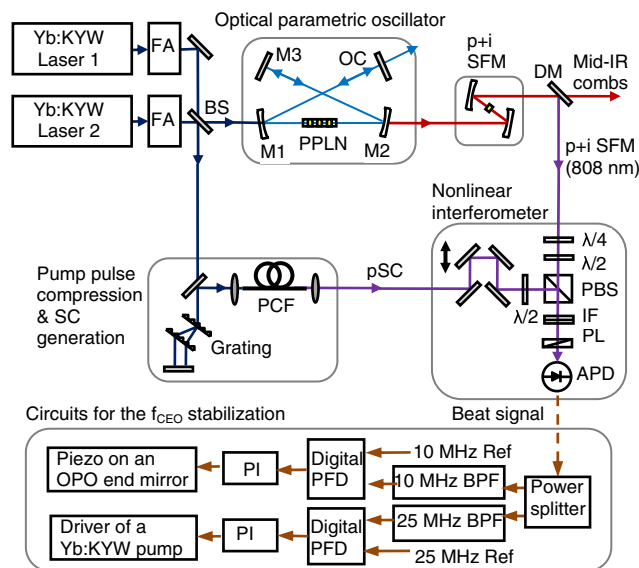 Optical parametric oscillator
Yb:KYW
Laser 1
FA
M3
OC
p+i
SFM
DM
Mid-IR
combs
Yb:KYW
Laser 2
FA
BS
M1
PPLN
M2
p+i SFM
(808 nm)
Nonlinear
interferometer
λ/4
λ/2
PBS
λ/2
IF
PL
APD
Pump pulse
compression
& SC
generation
PCF
pSC
Grating
Circuits for the fCEO stabilization
Beat signal
Piezo on an
OPO end mirror
PI
Digital
PFD
10 MHz Ref
10 MHz BPF
Power
splitter
Driver of a
Yb:KYW pump
PI
Digital
PFD
25 MHz BPF
25 MHz Ref